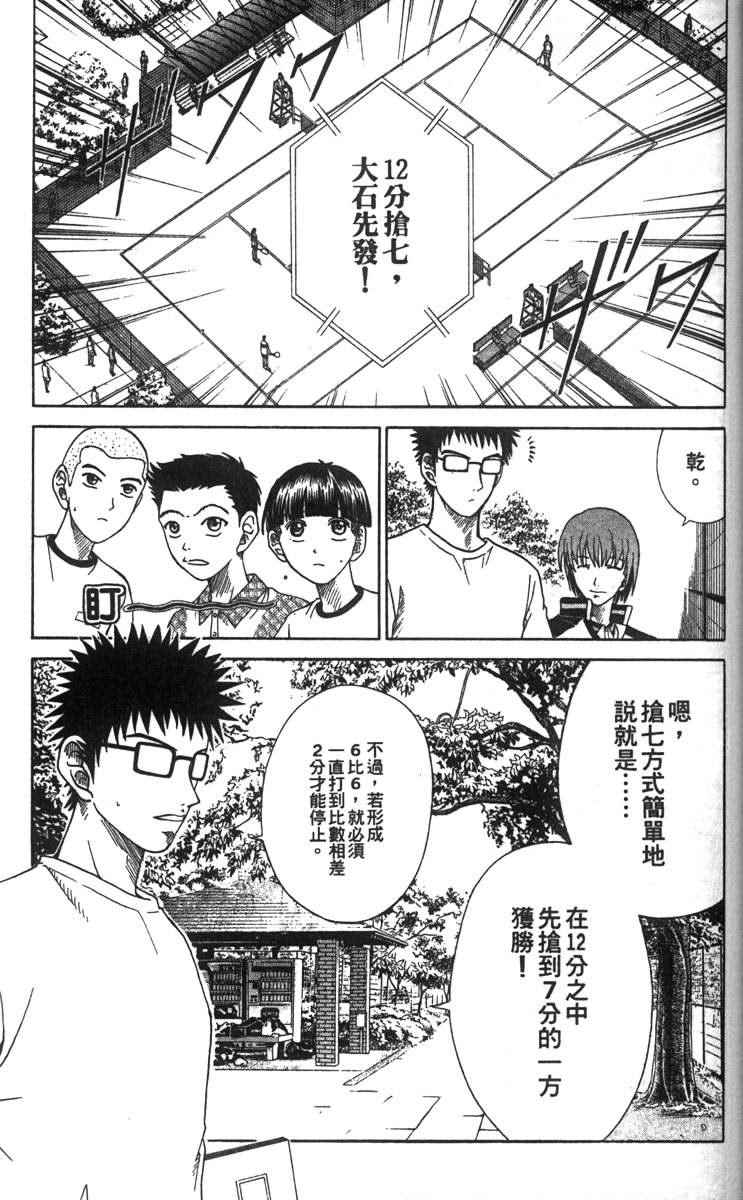 12分搶七，
大石先發！
乾。
盯
嗯，
搶七方式簡單地
說就是……
在12分之中
先搶到7分的一方
獲勝！
不過，若形成
6比6，就必須
一直打到比數相差
2分才能停止。